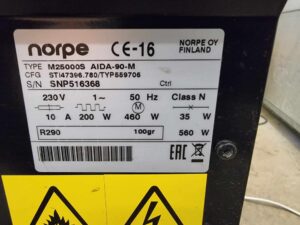 norpe CE-16 NORPE OY
FINLAND
TYPE M25000S AIDA-90-M
CFG STI47396.780/TYP559706
S/N SNP516368 Ctrl
230 V 1~ 50 Hz Class N
M
10 A 200 W 460 W 35 W
R290 100gr 560 W
EAC